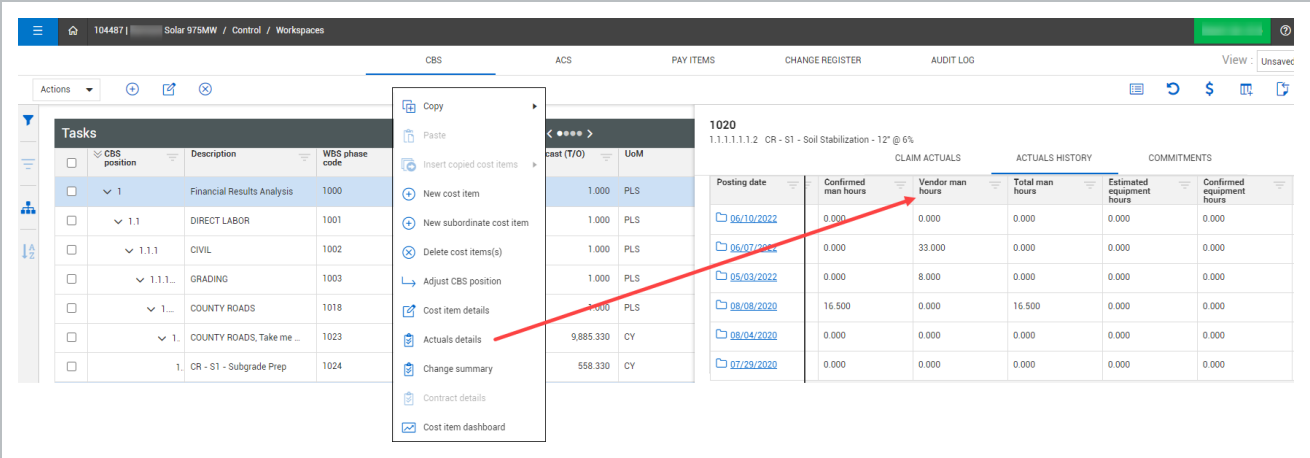 104487 | Solar 975MW / Control / Workspaces
CBS ACS PAY ITEMS CHANGE REGISTER AUDIT LOG View : Unsaved
Actions
Tasks
CBS position Description WBS phase code cast (T/O) UoM
1 Financial Results Analysis 1000 1.000 PLS
1.1 DIRECT LABOR 1001 1.000 PLS
1.1.1 CIVIL 1002 1.000 PLS
1.1.1... GRADING 1003 1.000 PLS
1.... COUNTY ROADS 1018 1.000 PLS
1. COUNTY ROADS, Take me ... 1023 9,885.330 CY
1. CR - S1 - Subgrade Prep 1024 558.330 CY
Copy
Paste
Insert copied cost items
New cost item
New subordinate cost item
Delete cost items(s)
Adjust CBS position
Cost item details
Actuals details
Change summary
Contract details
Cost item dashboard
1020
1.1.1.1.1.1.2 CR - S1 - Soil Stabilization - 12" @ 6%
CLAIM ACTUALS ACTUALS HISTORY COMMITMENTS
Posting date Confirmed man hours Vendor man hours Total man hours Estimated equipment hours Confirmed equipment hours
06/10/2022 0.000 0.000 0.000 0.000 0.000
06/07/2022 0.000 33.000 0.000 0.000 0.000
05/03/2022 0.000 8.000 0.000 0.000 0.000
08/08/2020 16.500 0.000 16.500 0.000 0.000
08/04/2020 0.000 0.000 0.000 0.000 0.000
07/29/2020 0.000 0.000 0.000 0.000 0.000